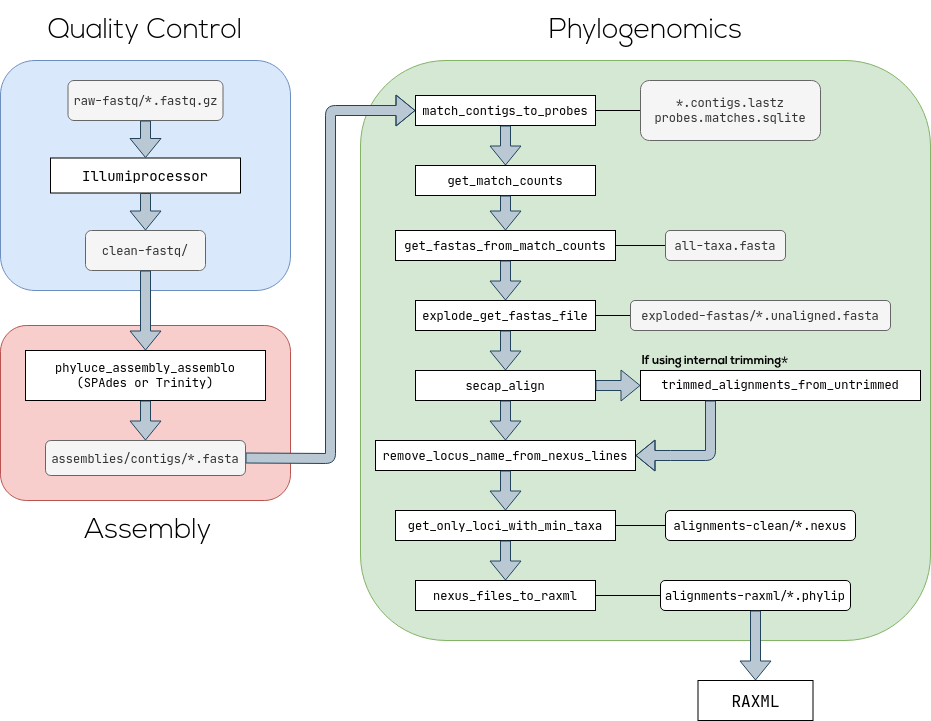 Quality Control
raw-fastq/*.fastq.gz
Illumiprocessor
clean-fastq/
phyluce_assembly_assemblo
(SPAdes or Trinity)
assemblies/contigs/*.fasta
Assembly
Phylogenomics
match_contigs_to_probes
*.contigs.lastz
probes.matches.sqlite
get_match_counts
get_fastas_from_match_counts
all-taxa.fasta
explode_get_fastas_file
exploded-fastas/*.unaligned.fasta
secap_align
If using internal trimming*
trimmed_alignments_from_untrimmed
remove_locus_name_from_nexus_lines
get_only_loci_with_min_taxa
alignments-clean/*.nexus
nexus_files_to_raxml
alignments-raxml/*.phylip
RAXML